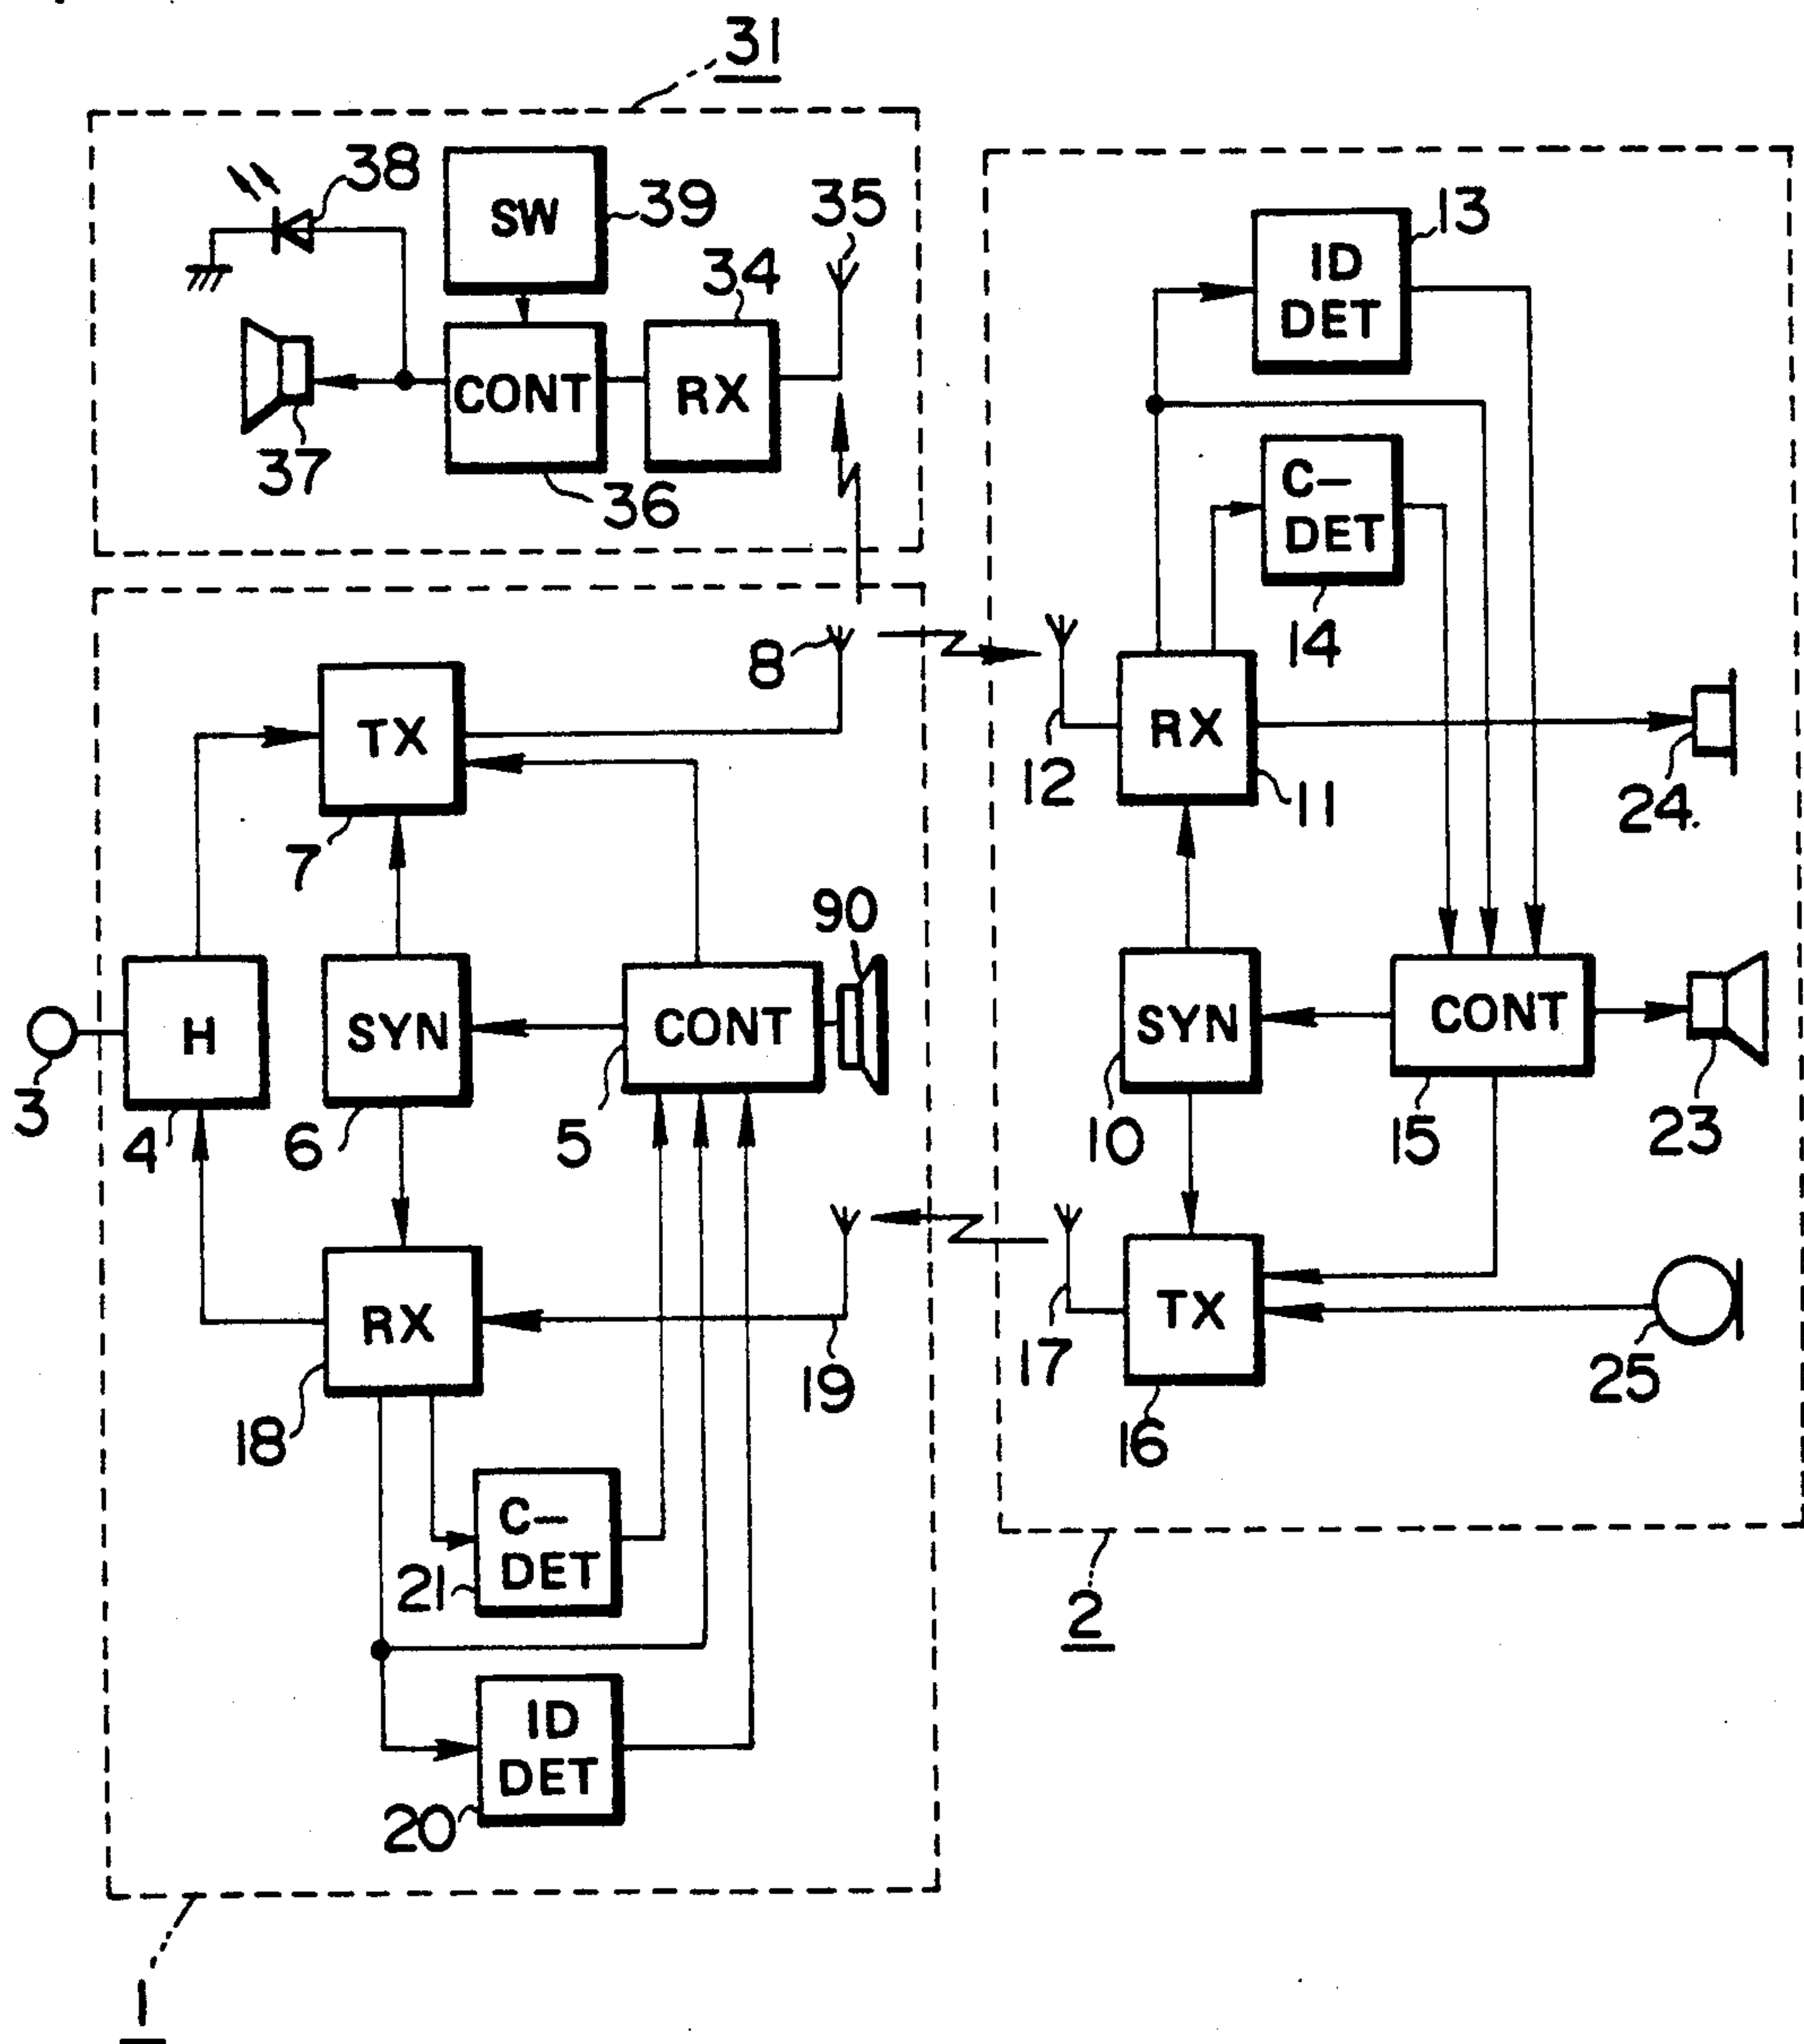 31
38
SW
39
35
34
CONT
RX
37
36
13
ID
DET
C-
DET
14
8
TX
7
12
RX
11
24
90
H
SYN
CONT
3
4
6
5
SYN
CONT
10
15
23
RX
18
19
17
TX
16
25
C-
DET
21
2
ID
DET
20
1